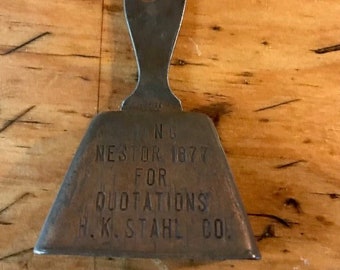 NESTOR 1877
FOR
QUOTATIONS
H. K. STAHL CO.